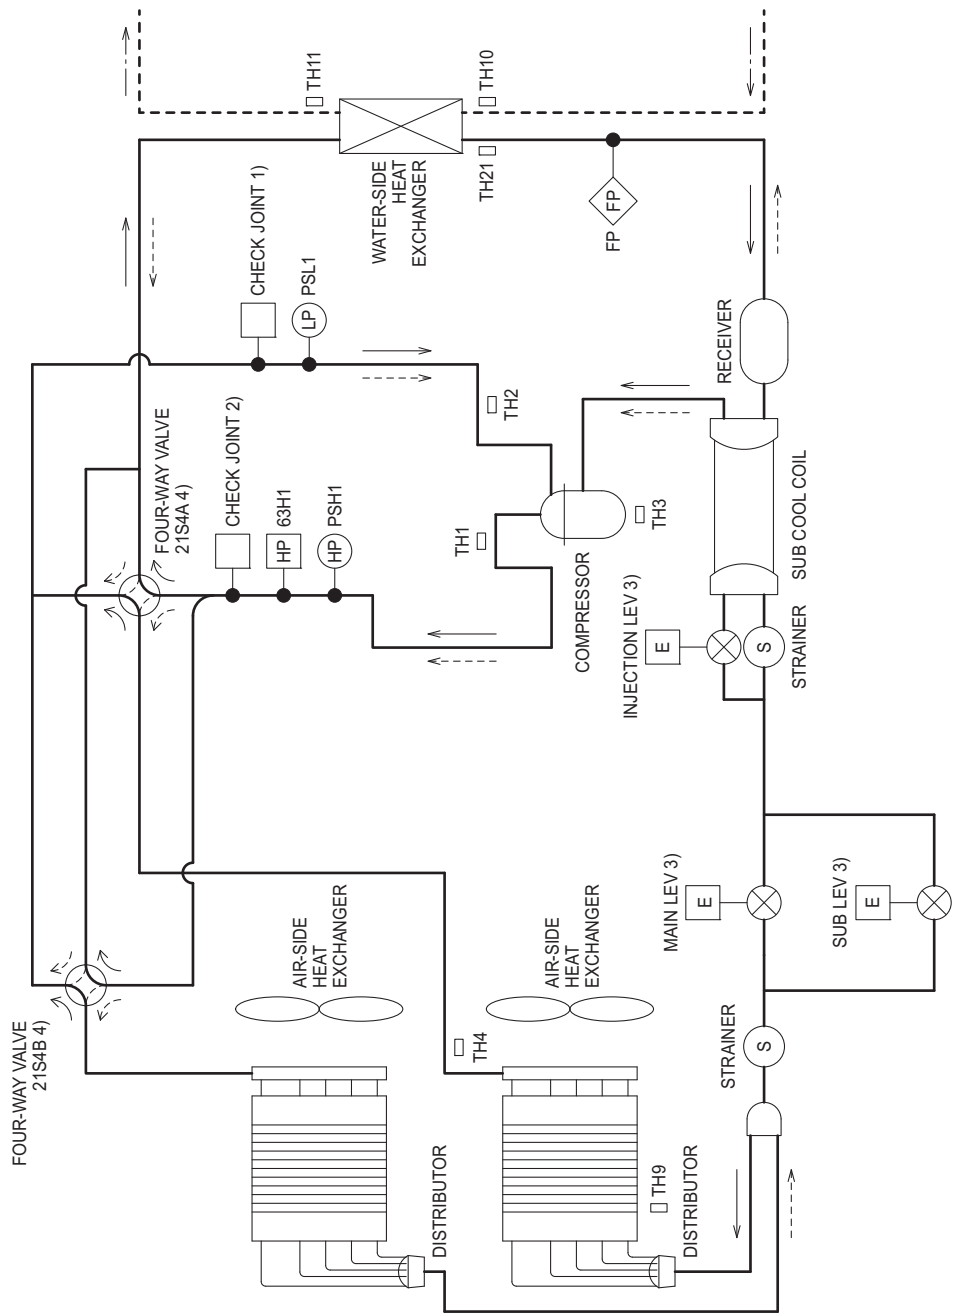 TH11
TH10
WATER-SIDE
HEAT
EXCHANGER
TH21
FP
FP
CHECK JOINT 1)
LP
PSL1
RECEIVER
TH2
FOUR-WAY VALVE
21S4A 4)
CHECK JOINT 2)
HP
63H1
HP
PSH1
TH1
TH3
COMPRESSOR
SUB COOL COIL
INJECTION LEV 3)
E
S
STRAINER
MAIN LEV 3)
E
SUB LEV 3)
E
AIR-SIDE
HEAT
EXCHANGER
AIR-SIDE
HEAT
EXCHANGER
FOUR-WAY VALVE
21S4B 4)
TH4
STRAINER
S
DISTRIBUTOR
TH9
DISTRIBUTOR